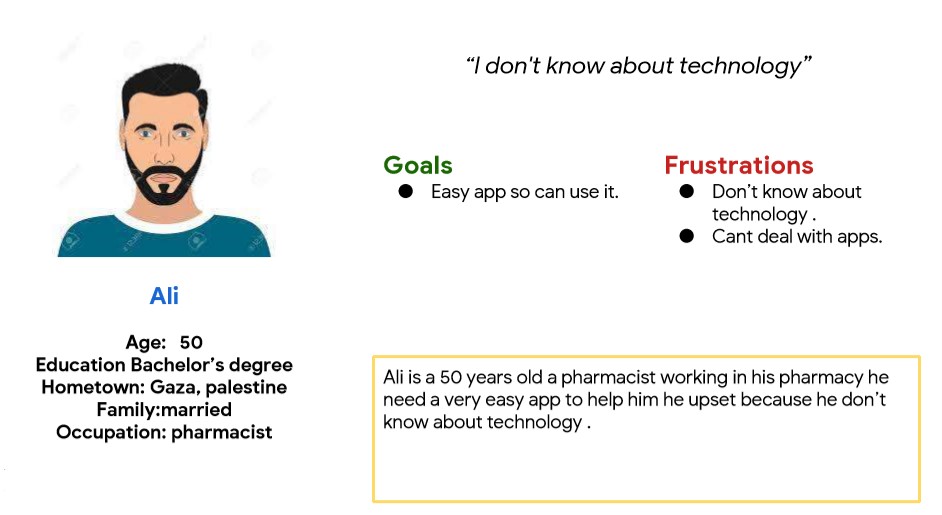 “I don't know about technology”
Goals
● Easy app so can use it.
Frustrations
● Don’t know about
technology .
● Cant deal with apps.
Ali
Age: 50
Education Bachelor’s degree
Hometown: Gaza, palestine
Family:married
Occupation: pharmacist
Ali is a 50 years old a pharmacist working in his pharmacy he
need a very easy app to help him he upset because he don’t
know about technology .